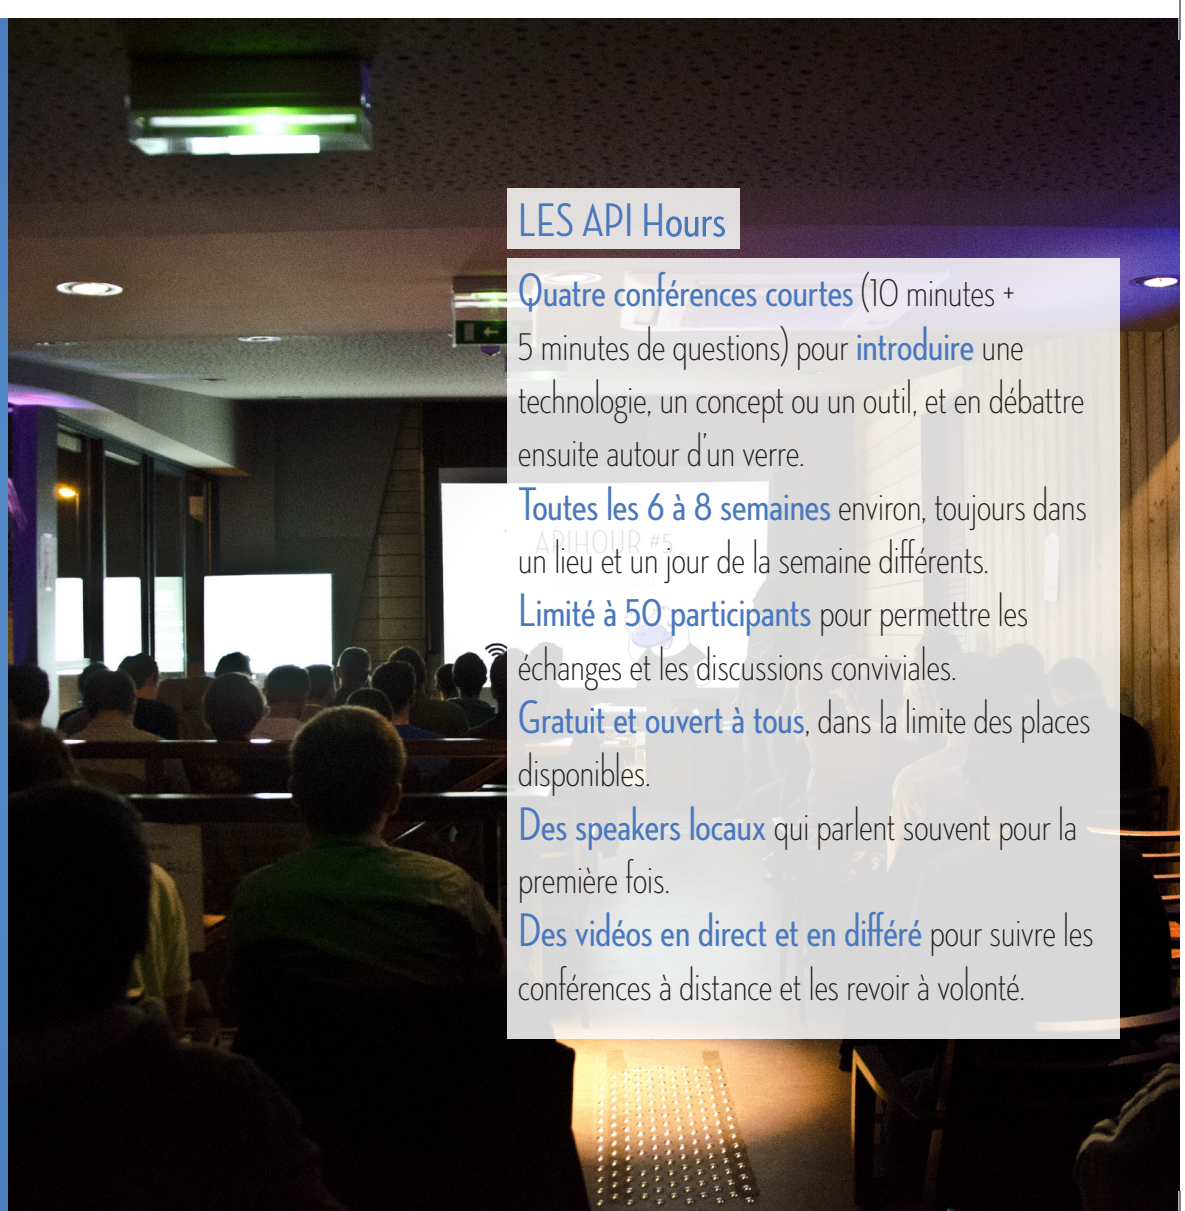 LES API Hours
Quatre conférences courtes (10 minutes +
5 minutes de questions) pour introduire une
technologie, un concept ou un outil, et en débattre
ensuite autour d'un verre.
Toutes les 6 à 8 semaines environ, toujours dans
APIHOUR #5
un lieu et un jour de la semaine différents.
Limité à 50 participants pour permettre les
échanges et les discussions conviviales.
Gratuit et ouvert à tous, dans la limite des places
disponibles.
Des speakers locaux qui parlent souvent pour la
première fois.
Des vidéos en direct et en différé pour suivre les
conférences à distance et les revoir à volonté.